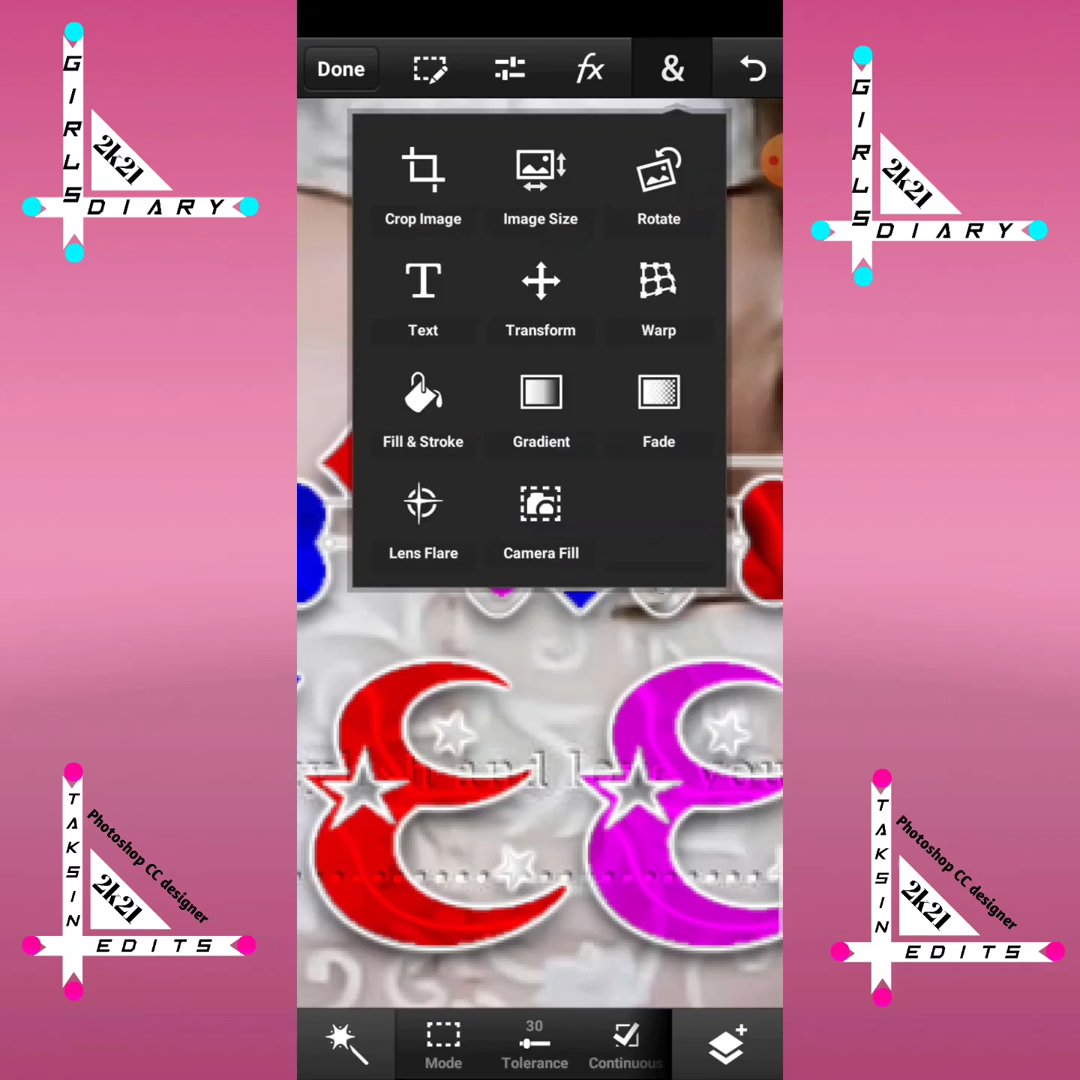 GIRLS
DIARY
2k21
GIRLS
DIARY
2k21
Done
fx
&
Crop Image
Image Size
Rotate
Text
Transform
Warp
Fill & Stroke
Gradient
Fade
Lens Flare
Camera Fill
and
you
TAKSIN
EDITS
2k21
Photoshop CC designer
TAKSIN
EDITS
2k21
Photoshop CC designer
Mode
30
Tolerance
Continuous